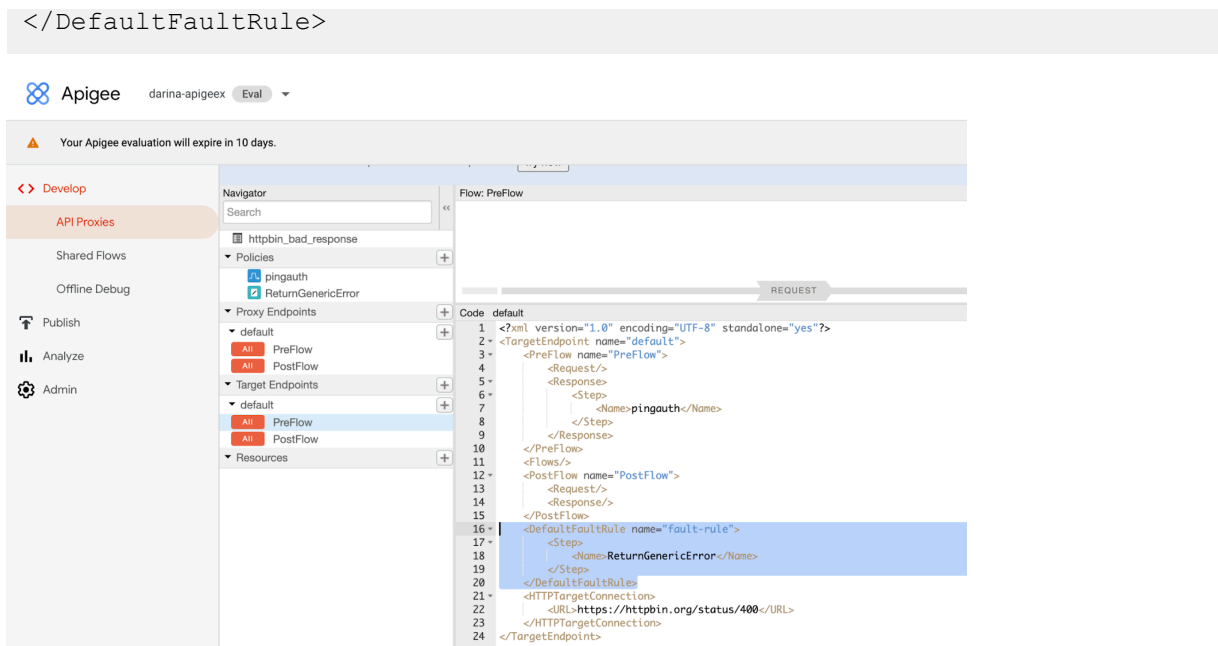 </DefaultFaultRule>
Apigee darina-apigeex Eval
Your Apigee evaluation will expire in 10 days.
Develop
API Proxies
Shared Flows
Offline Debug
Publish
Analyze
Admin
Navigator
Search
httpbin_bad_response
Policies
pingauth
ReturnGenericError
Proxy Endpoints
default
All PreFlow
All PostFlow
Target Endpoints
default
All PreFlow
All PostFlow
Resources
Flow: PreFlow
REQUEST
Code default
1 <?xml version="1.0" encoding="UTF-8" standalone="yes"?>
2 <TargetEndpoint name="default">
3 <PreFlow name="PreFlow">
4 <Request/>
5 <Response>
6 <Step>
7 <Name>pingauth</Name>
8 </Step>
9 </Response>
10 </PreFlow>
11 <Flows/>
12 <PostFlow name="PostFlow">
13 <Request/>
14 <Response/>
15 </PostFlow>
16 <DefaultFaultRule name="fault-rule">
17 <Step>
18 <Name>ReturnGenericError</Name>
19 </Step>
20 </DefaultFaultRule>
21 <HTTPTargetConnection>
22 <URL>https://httpbin.org/status/400</URL>
23 </HTTPTargetConnection>
24 </TargetEndpoint>